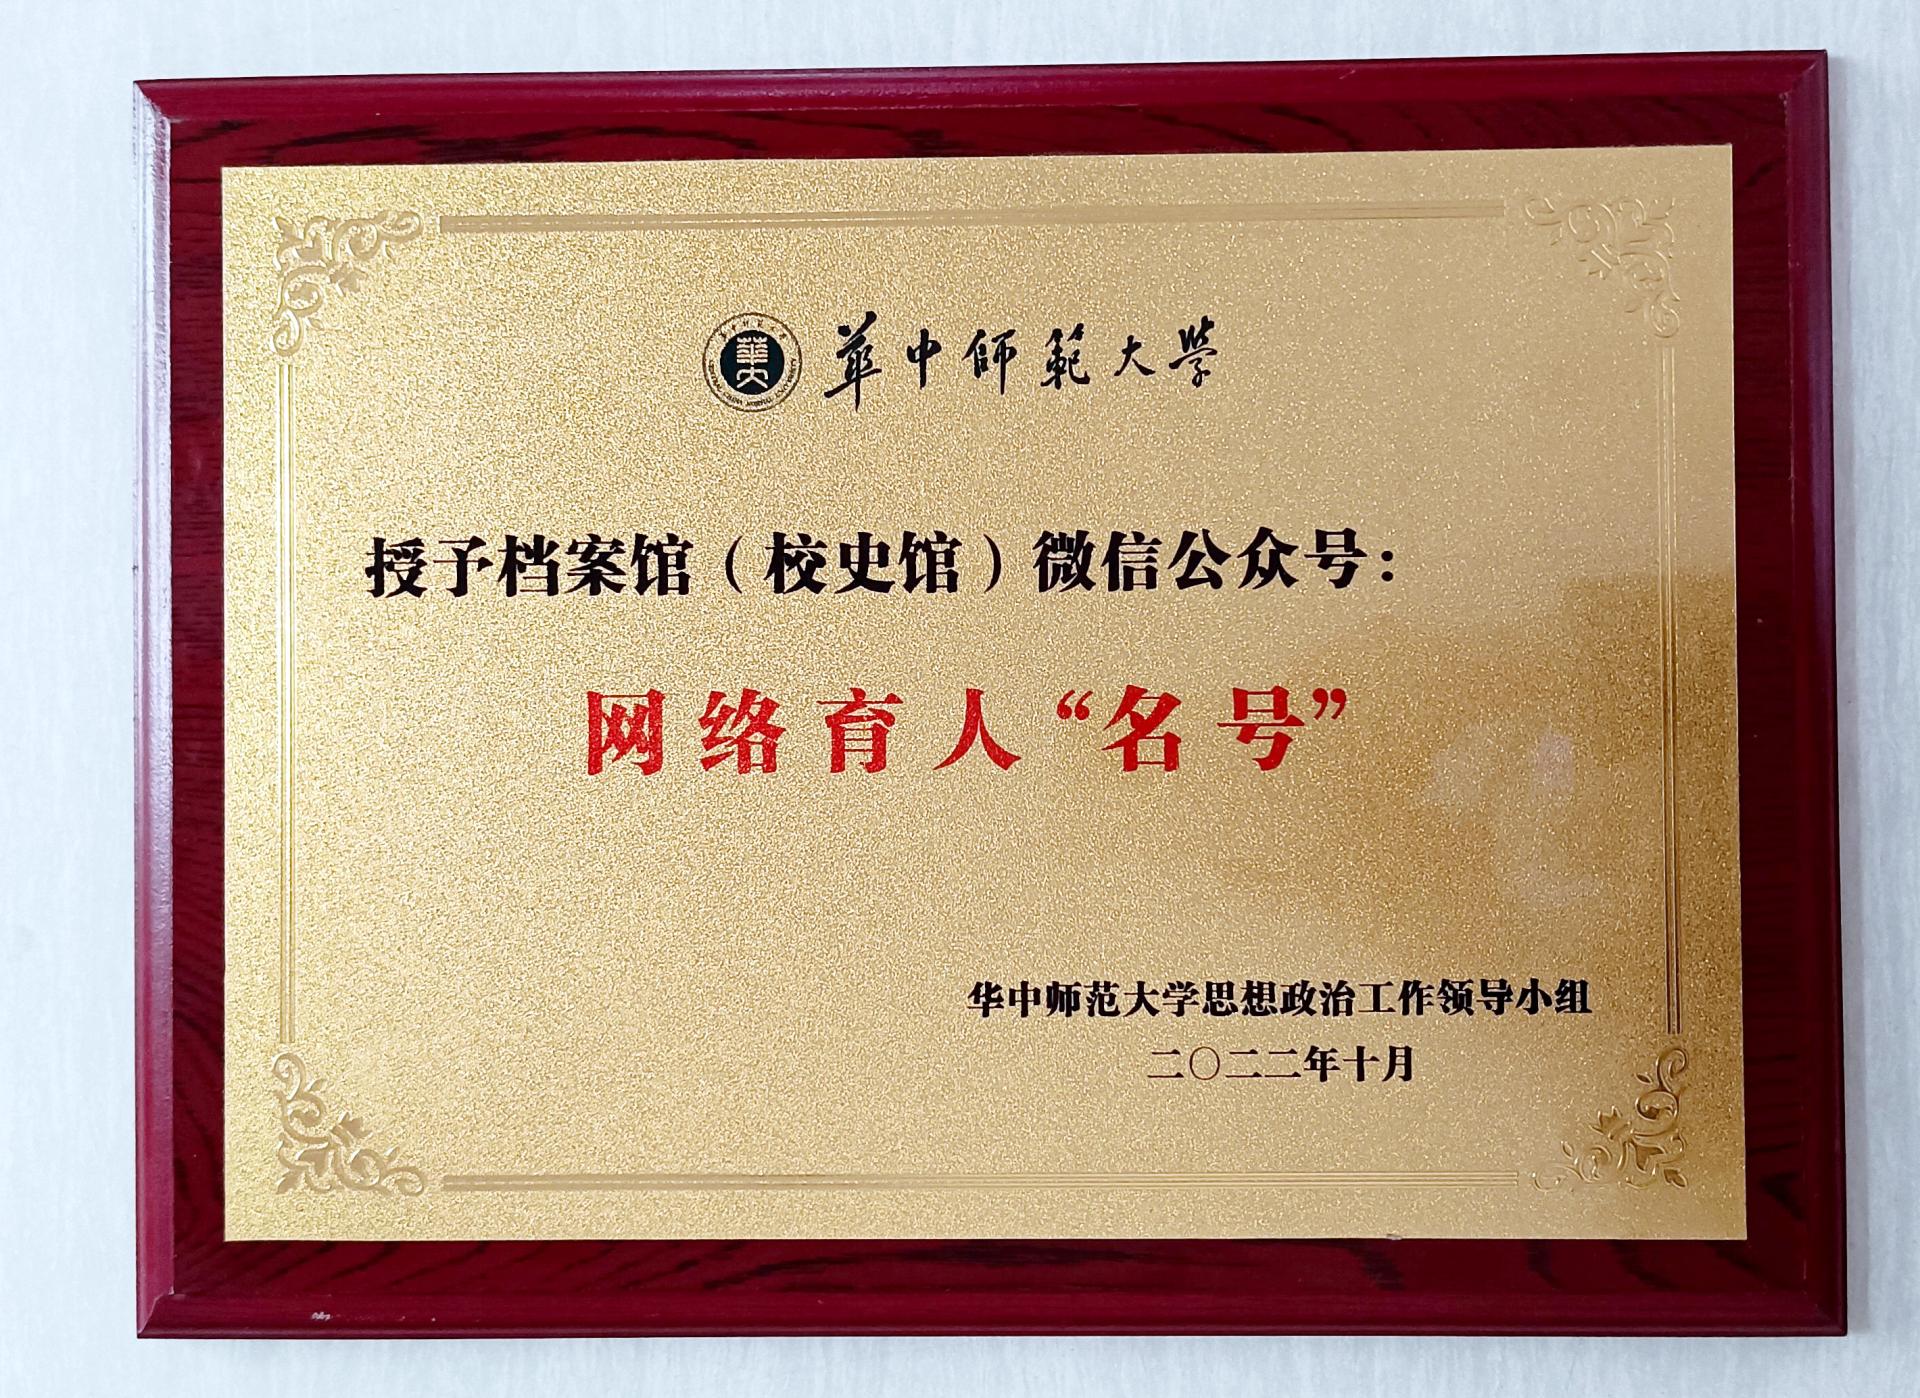 華中師範大學
授予档案馆（校史馆）微信公众号：
网络育人“名号”
华中师范大学思想政治工作领导小组
二〇二二年十月